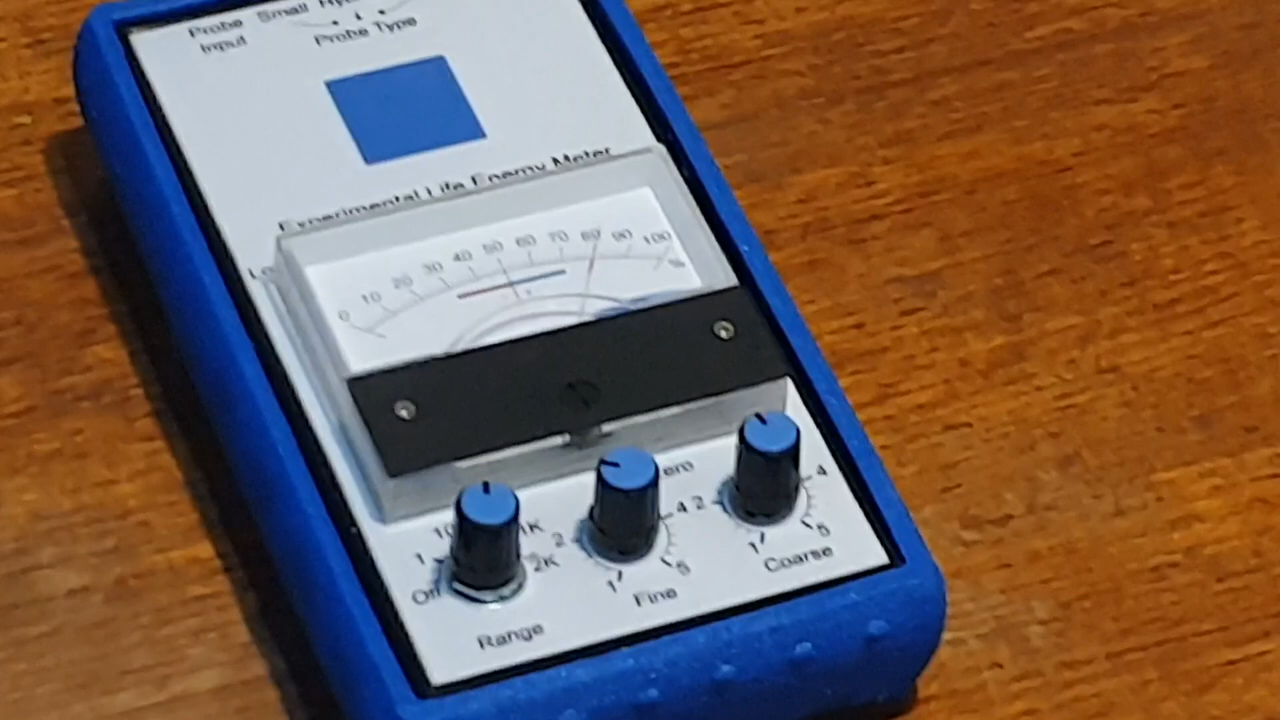 Probe Small
Input
Probe Type
Experimental Life Energy Meter
0 10 20 30 40 50 60 70 80 90 100
%
Off 1 10 1K 2K
Range
1 2 4 5
Fine
1 2 4 5
Coarse